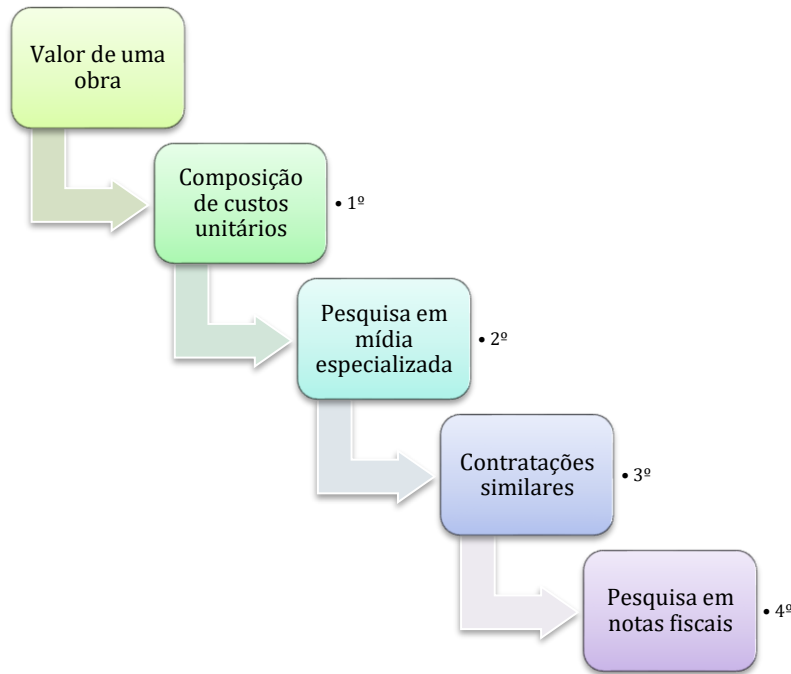 Valor de uma
obra
Composição
de custos
unitários
• 1º
Pesquisa em
mídia
especializada
• 2º
Contratações
similares
• 3º
Pesquisa em
notas fiscais
• 4º